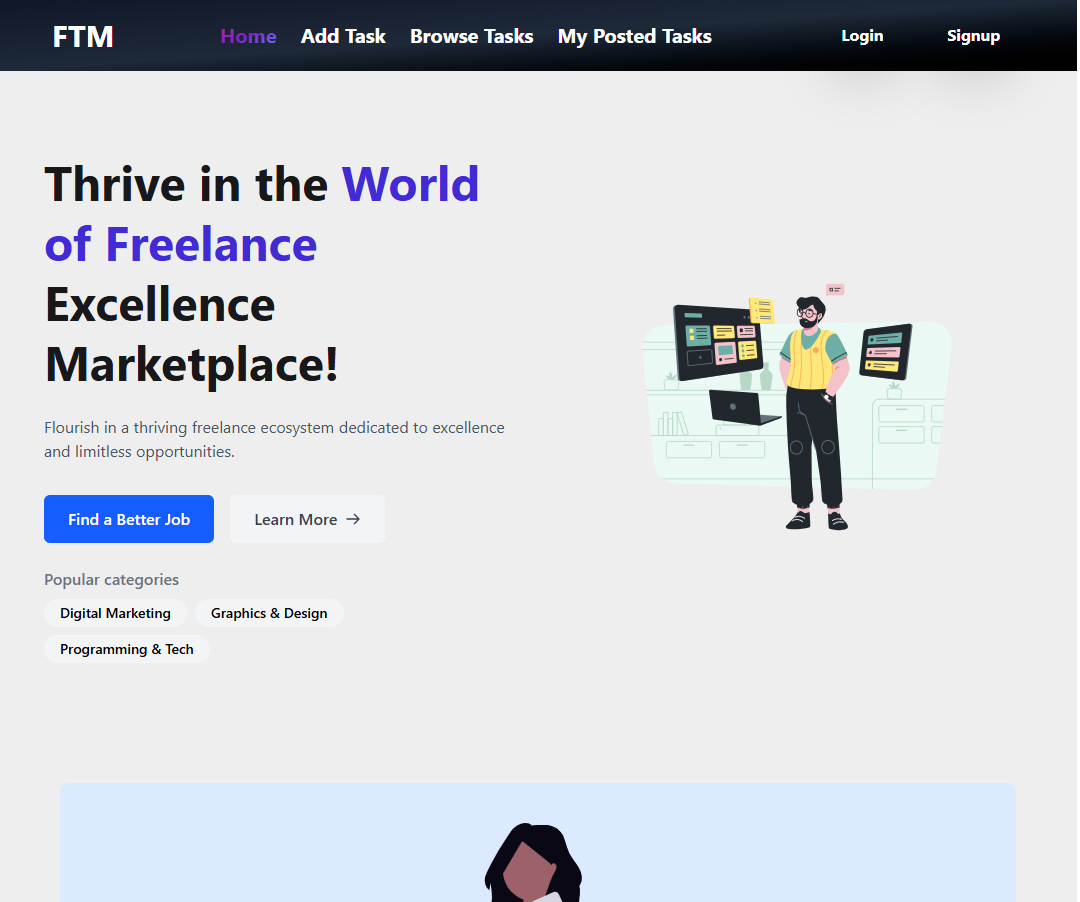 FTM
Home Add Task Browse Tasks My Posted Tasks
Login Signup
Thrive in the World
of Freelance
Excellence
Marketplace!
Flourish in a thriving freelance ecosystem dedicated to excellence
and limitless opportunities.
Find a Better Job Learn More →
Popular categories
Digital Marketing Graphics & Design
Programming & Tech